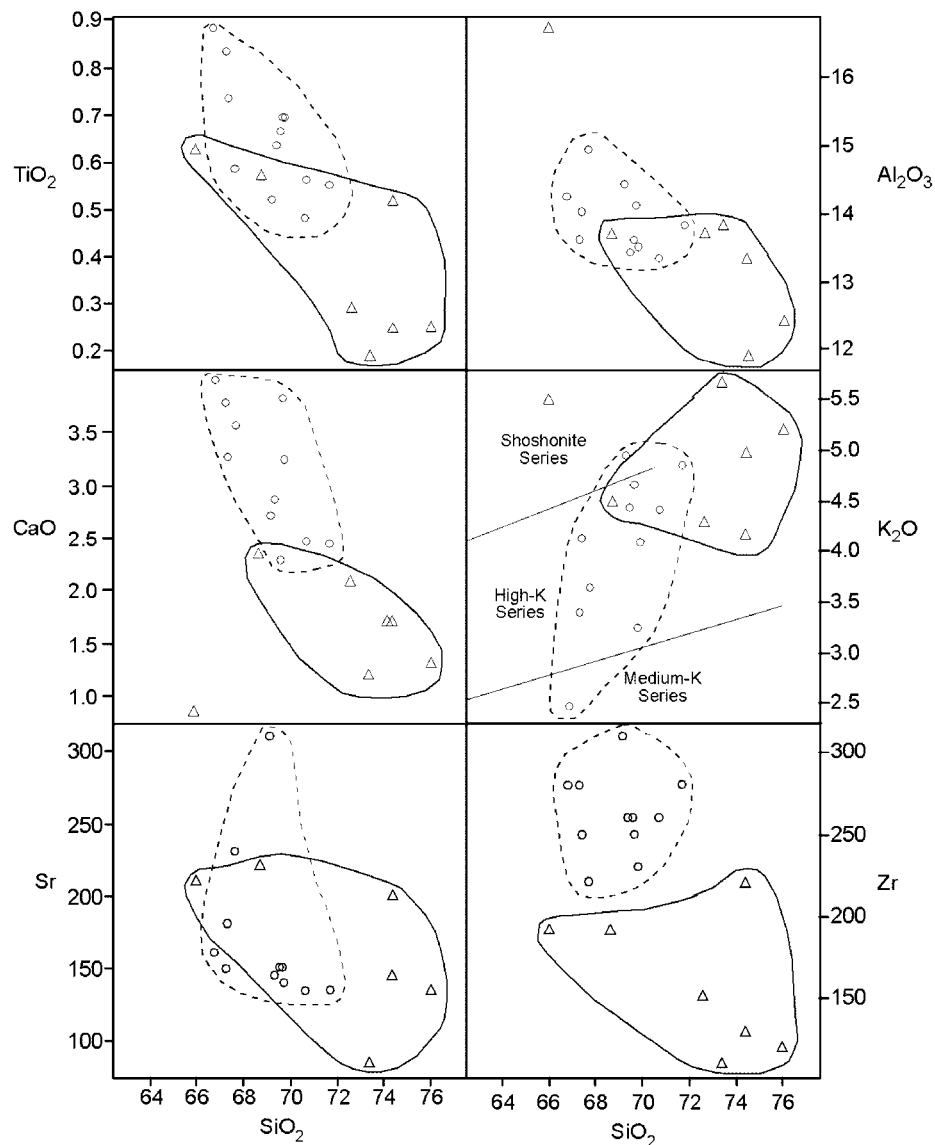 0.9
0.8
0.7
0.6
TiO2
0.5
0.4
0.3
0.2
16
15
Al2O3
14
13
12
3.5
3.0
CaO
2.5
2.0
1.5
1.0
Shoshonite
Series
High-K
Series
Medium-K
Series
5.5
5.0
4.5
K2O
4.0
3.5
3.0
2.5
300
250
Sr
200
150
100
300
250
Zr
200
150
64 66 68 70 72 74 76
SiO2
64 66 68 70 72 74 76
SiO2